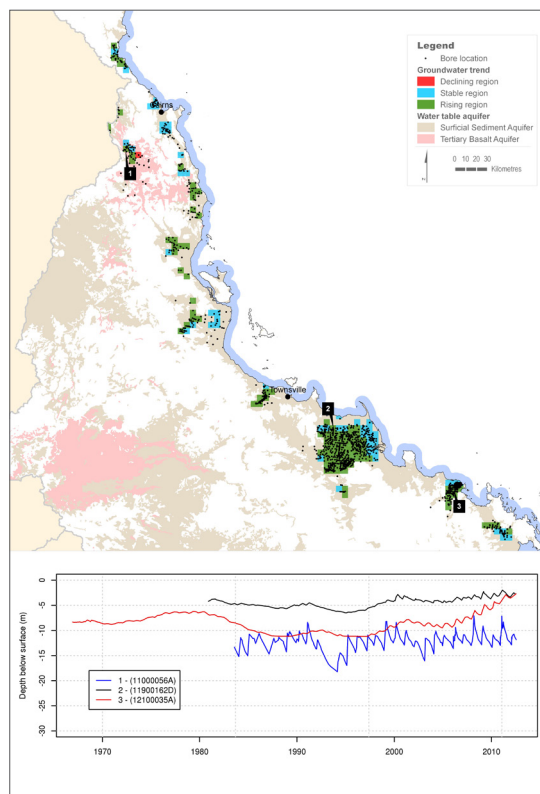 Legend
Bore location
Groundwater trend
Declining region
Stable region
Rising region
Water table aquifer
Surficial Sediment Aquifer
Tertiary Basalt Aquifer
0 10 20 30
Kilometres
Cairns
1
Townsville
2
3
Depth below surface (m)
0
-5
-10
-15
-20
-25
-30
1 - (11000056A)
2 - (11900162D)
3 - (12100035A)
1970 1980 1990 2000 2010